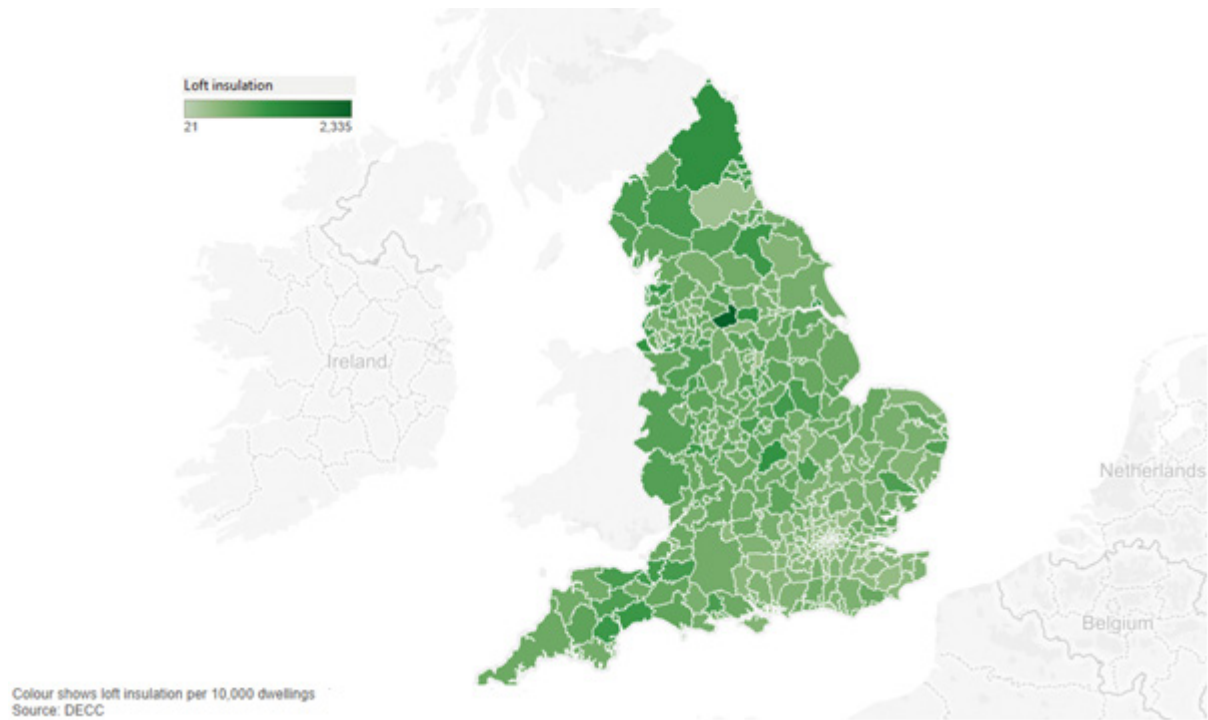 Loft insulation
21 2,335
Ireland
Netherlands
Belgium
Colour shows loft insulation per 10,000 dwellings
Source: DECC